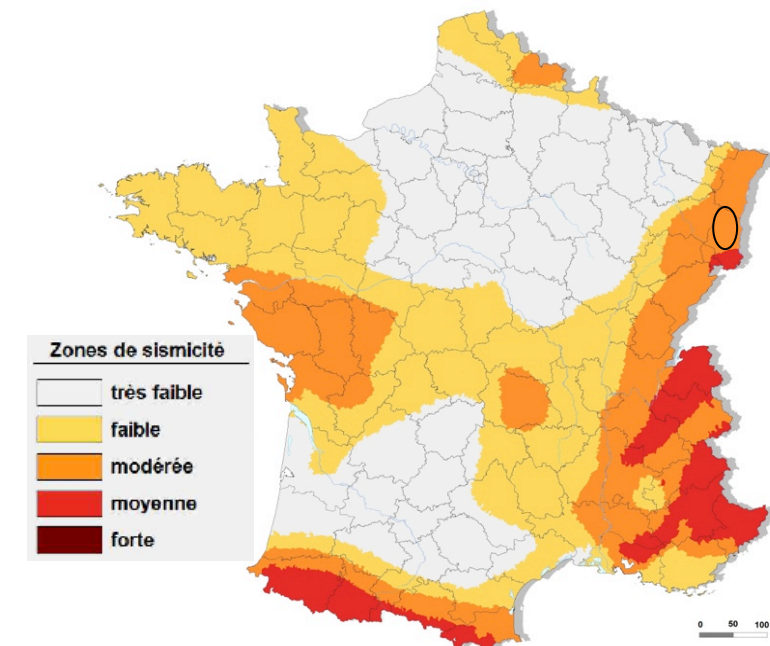 Zones de sismicité
très faible
faible
modérée
moyenne
forte
0 50 100